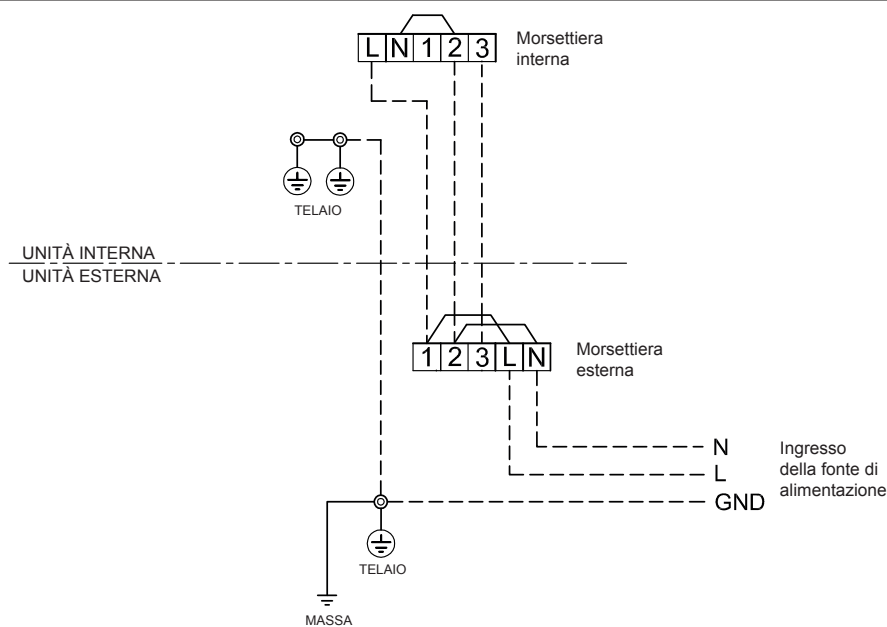 L N 1 2 3
Morsettiera
interna
TELAIO
UNITÀ INTERNA
UNITÀ ESTERNA
1 2 3 L N
Morsettiera
esterna
N
L
GND
Ingresso
della fonte di
alimentazione
TELAIO
MASSA